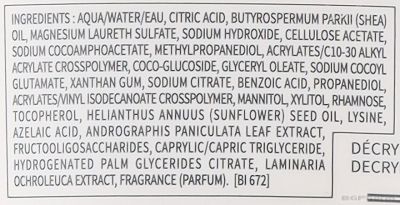 INGREDIENTS : AQUA/WATER/EAU, CITRIC ACID, BUTYROSPERMUM PARKII (SHEA)
OIL, MAGNESIUM LAURETH SULFATE, SODIUM HYDROXIDE, CELLULOSE ACETATE,
SODIUM COCOAMPHOACETATE, METHYLPROPANEDIOL, ACRYLATES/C10-30 ALKYL
ACRYLATE CROSSPOLYMER, COCO-GLUCOSIDE, GLYCERYL OLEATE, SODIUM COCOYL
GLUTAMATE, XANTHAN GUM, SODIUM CITRATE, BENZOIC ACID, PROPANEDIOL,
ACRYLATES/VINYL ISODECANOATE CROSSPOLYMER, MANNITOL, XYLITOL, RHAMNOSE,
TOCOPHEROL, HELIANTHUS ANNUUS (SUNFLOWER) SEED OIL, LYSINE,
AZELAIC ACID, ANDROGRAPHIS PANICULATA LEAF EXTRACT,
FRUCTOOLIGOSACCHARIDES, CAPRYLIC/CAPRIC TRIGLYCERIDE,
HYDROGENATED PALM GLYCERIDES CITRATE, LAMINARIA
OCHROLEUCA EXTRACT, FRAGRANCE (PARFUM). [BI 672]
DÉCRY
DECRY